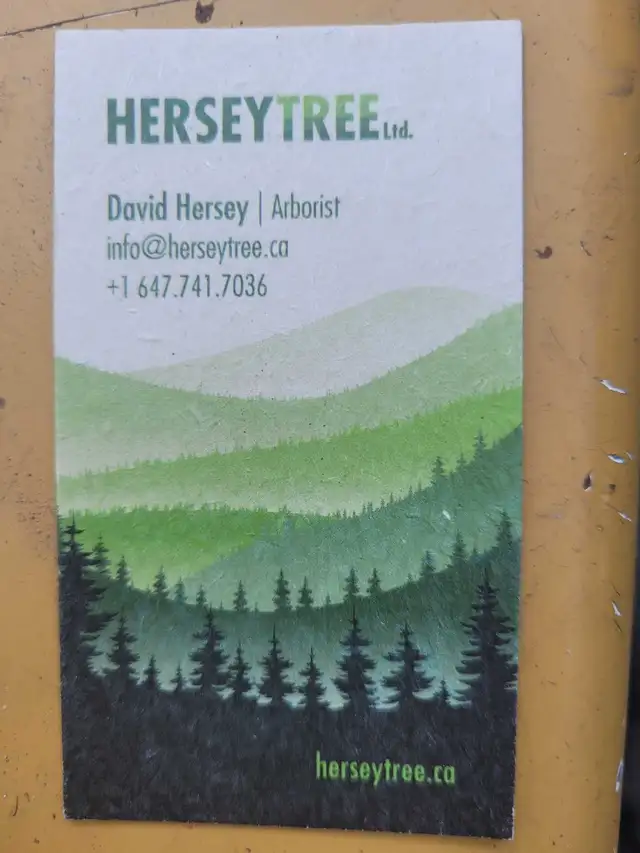 HERSEYTREE Ltd.
David Hersey | Arborist
info@herseytree.ca
+1 647.741.7036
herseytree.ca